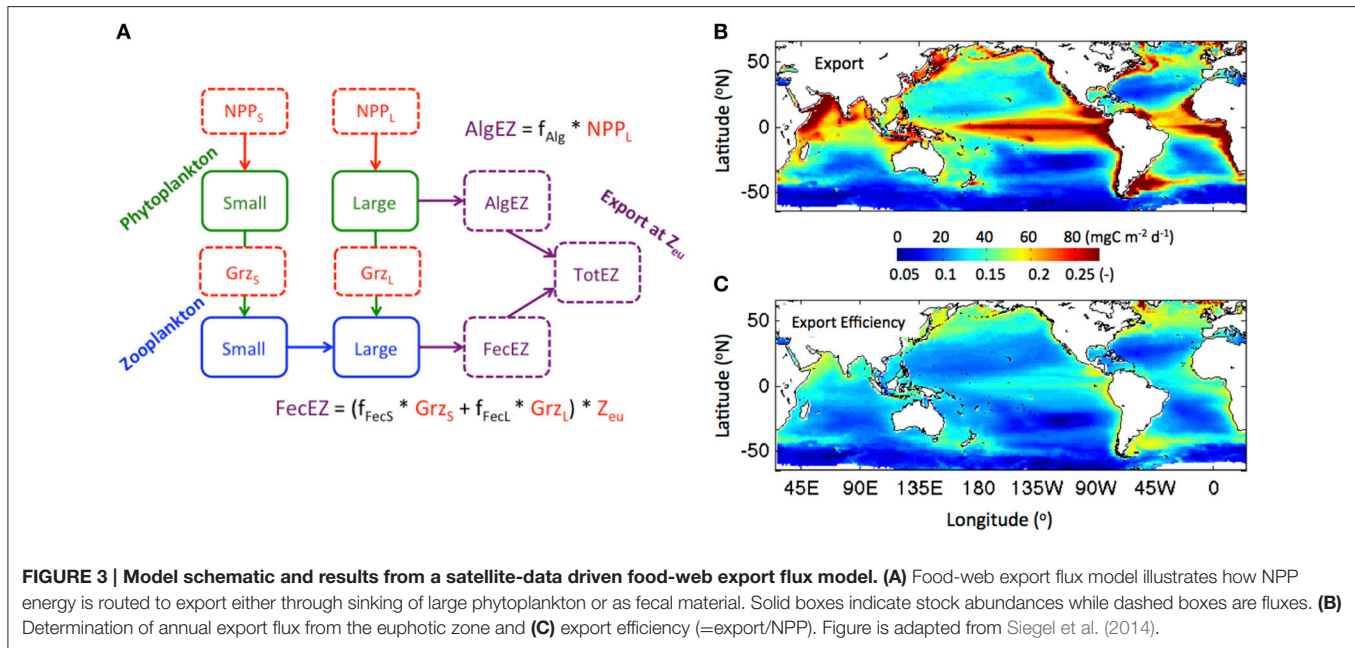 A
NPP_S
NPP_L
AlgEZ = f_Alg * NPP_L
Phytoplankton
Small
Large
AlgEZ
Export at Z_eu
Grz_S
Grz_L
TotEZ
Zooplankton
Small
Large
FecEZ
FecEZ = (f_FecS * Grz_S + f_FecL * Grz_L) * Z_eu
B
Export
Latitude (°N)
50
0
-50
0 20 40 60 80 (mgC m⁻² d⁻¹)
0.05 0.1 0.15 0.2 0.25 (-)
C
Export Efficiency
Latitude (°N)
50
0
-50
45E 90E 135E 180 135W 90W 45W 0
Longitude (°)
FIGURE 3 | Model schematic and results from a satellite-data driven food-web export flux model. (A) Food-web export flux model illustrates how NPP
energy is routed to export either through sinking of large phytoplankton or as fecal material. Solid boxes indicate stock abundances while dashed boxes are fluxes. (B)
Determination of annual export flux from the euphotic zone and (C) export efficiency (=export/NPP). Figure is adapted from Siegel et al. (2014).